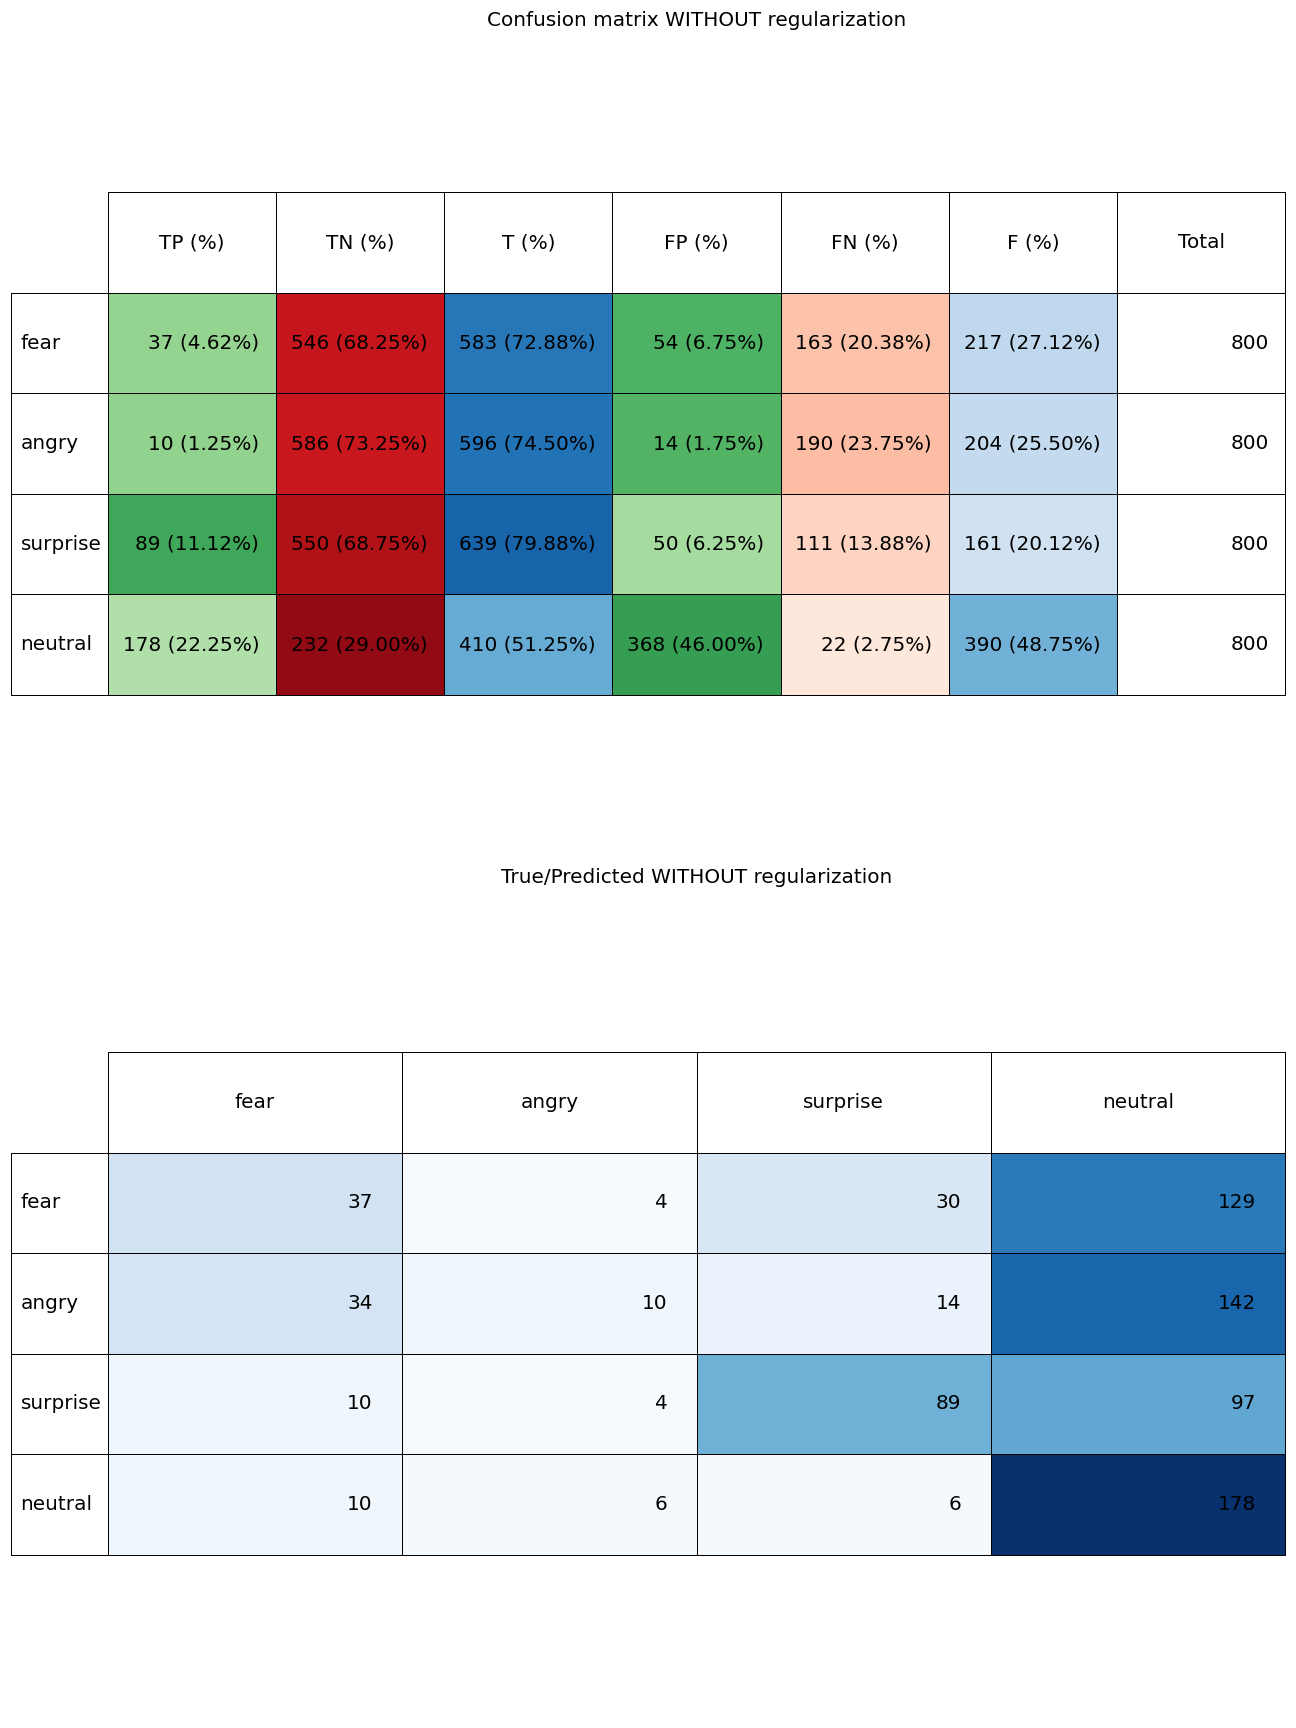 Confusion matrix WITHOUT regularization
TP (%) TN (%) T (%) FP (%) FN (%) F (%) Total
fear 37 (4.62%) 546 (68.25%) 583 (72.88%) 54 (6.75%) 163 (20.38%) 217 (27.12%) 800
angry 10 (1.25%) 586 (73.25%) 596 (74.50%) 14 (1.75%) 190 (23.75%) 204 (25.50%) 800
surprise 89 (11.12%) 550 (68.75%) 639 (79.88%) 50 (6.25%) 111 (13.88%) 161 (20.12%) 800
neutral 178 (22.25%) 232 (29.00%) 410 (51.25%) 368 (46.00%) 22 (2.75%) 390 (48.75%) 800
True/Predicted WITHOUT regularization
fear angry surprise neutral
fear 37 4 30 129
angry 34 10 14 142
surprise 10 4 89 97
neutral 10 6 6 178